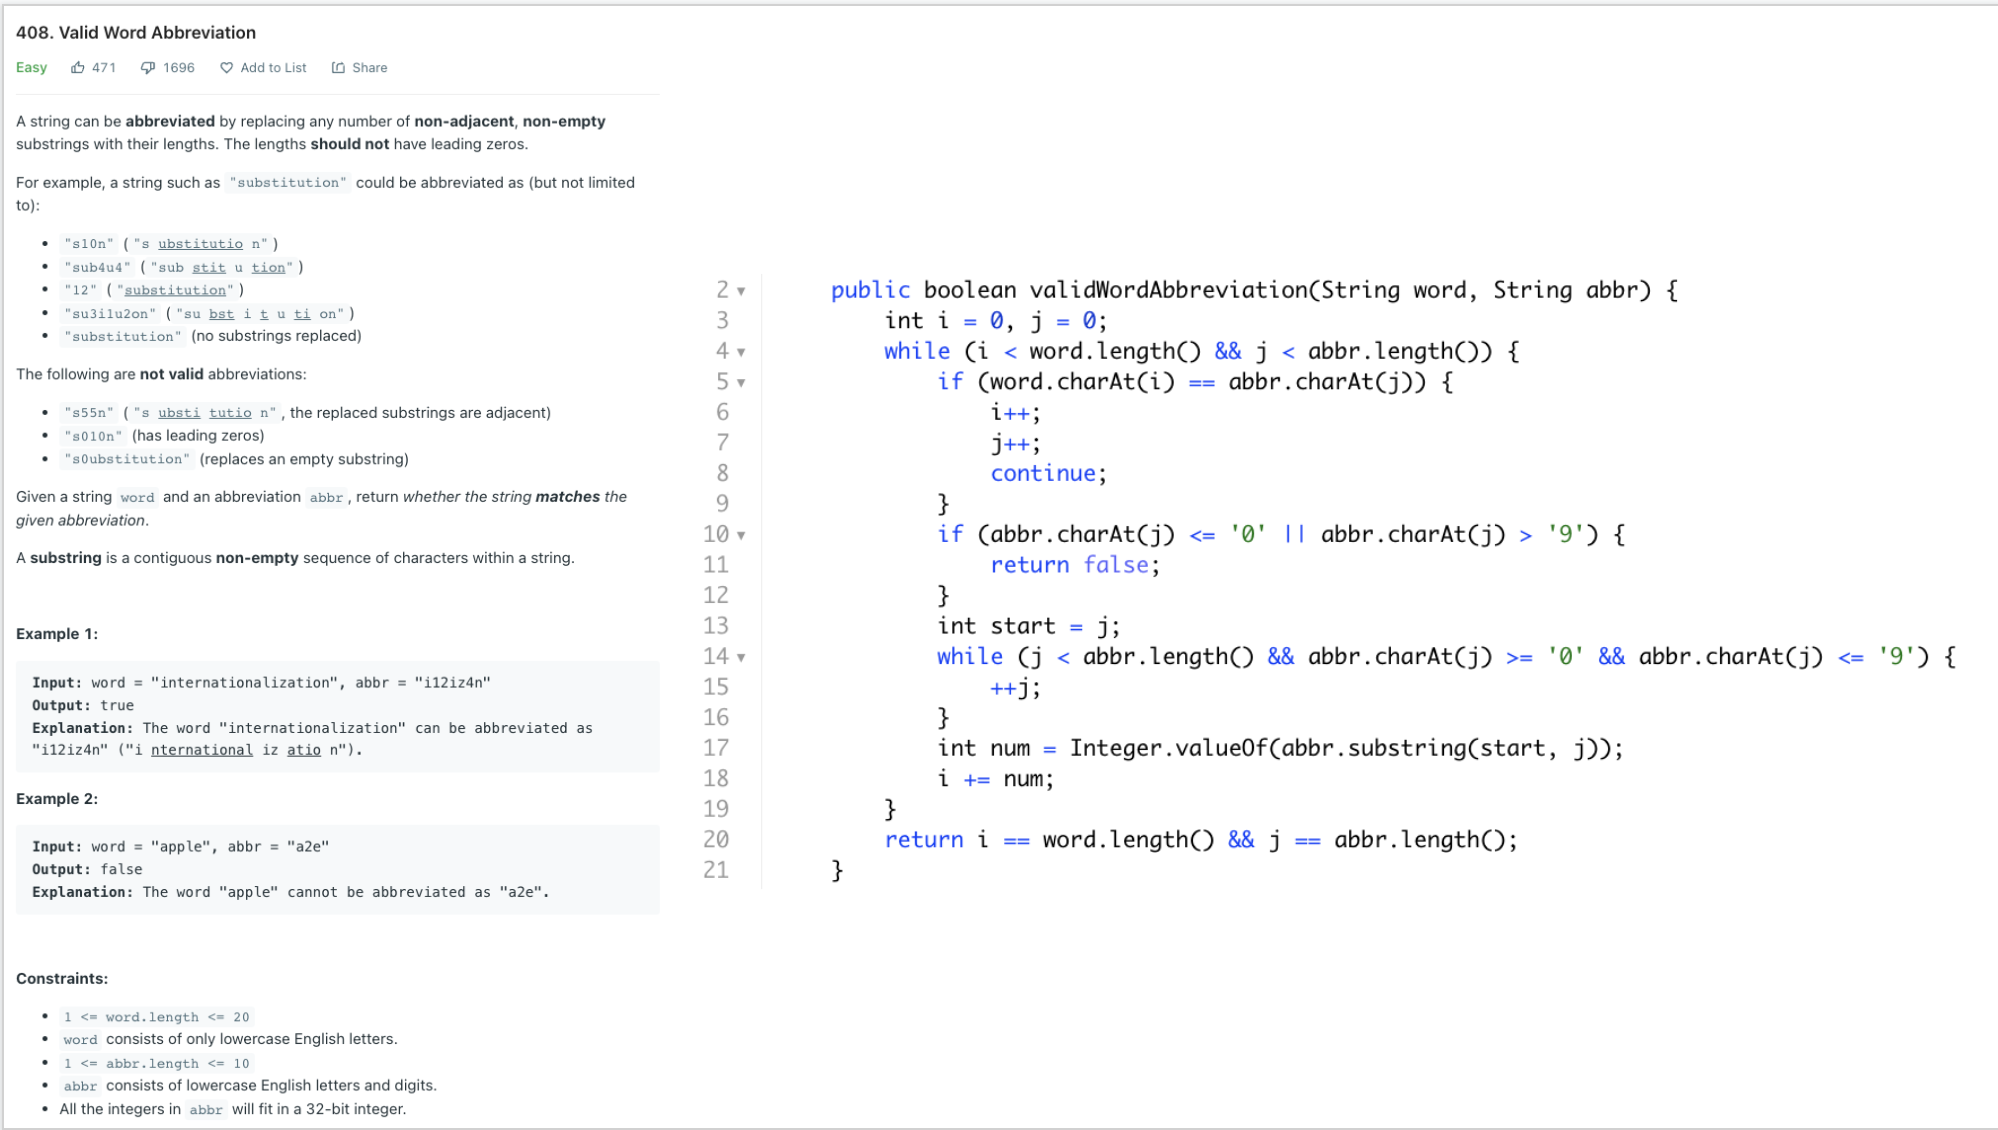 408. Valid Word Abbreviation
Easy 471 1696 Add to List Share
A string can be abbreviated by replacing any number of non-adjacent, non-empty
substrings with their lengths. The lengths should not have leading zeros.
For example, a string such as "substitution" could be abbreviated as (but not limited
to):
• "s10n" ("s ubstitutio n")
• "sub4u4" ("sub stit u tion")
• "12" ("substitution")
• "su3i1u2on" ("su bst i t u ti on")
• "substitution" (no substrings replaced)
The following are not valid abbreviations:
• "s55n" ("s ubsti tutio n", the replaced substrings are adjacent)
• "s010n" (has leading zeros)
• "s0ubstitution" (replaces an empty substring)
Given a string word and an abbreviation abbr, return whether the string matches the
given abbreviation.
A substring is a contiguous non-empty sequence of characters within a string.
Example 1:
Input: word = "internationalization", abbr = "i12iz4n"
Output: true
Explanation: The word "internationalization" can be abbreviated as
"i12iz4n" ("i nternational iz atio n").
Example 2:
Input: word = "apple", abbr = "a2e"
Output: false
Explanation: The word "apple" cannot be abbreviated as "a2e".
Constraints:
• 1 <= word.length <= 20
• word consists of only lowercase English letters.
• 1 <= abbr.length <= 10
• abbr consists of lowercase English letters and digits.
• All the integers in abbr will fit in a 32-bit integer.
2 public boolean validWordAbbreviation(String word, String abbr) {
3 int i = 0, j = 0;
4 while (i < word.length() && j < abbr.length()) {
5 if (word.charAt(i) == abbr.charAt(j)) {
6 i++;
7 j++;
8 continue;
9 }
10 if (abbr.charAt(j) <= '0' || abbr.charAt(j) > '9') {
11 return false;
12 }
13 int start = j;
14 while (j < abbr.length() && abbr.charAt(j) >= '0' && abbr.charAt(j) <= '9') {
15 ++j;
16 }
17 int num = Integer.valueOf(abbr.substring(start, j));
18 i += num;
19 }
20 return i == word.length() && j == abbr.length();
21 }